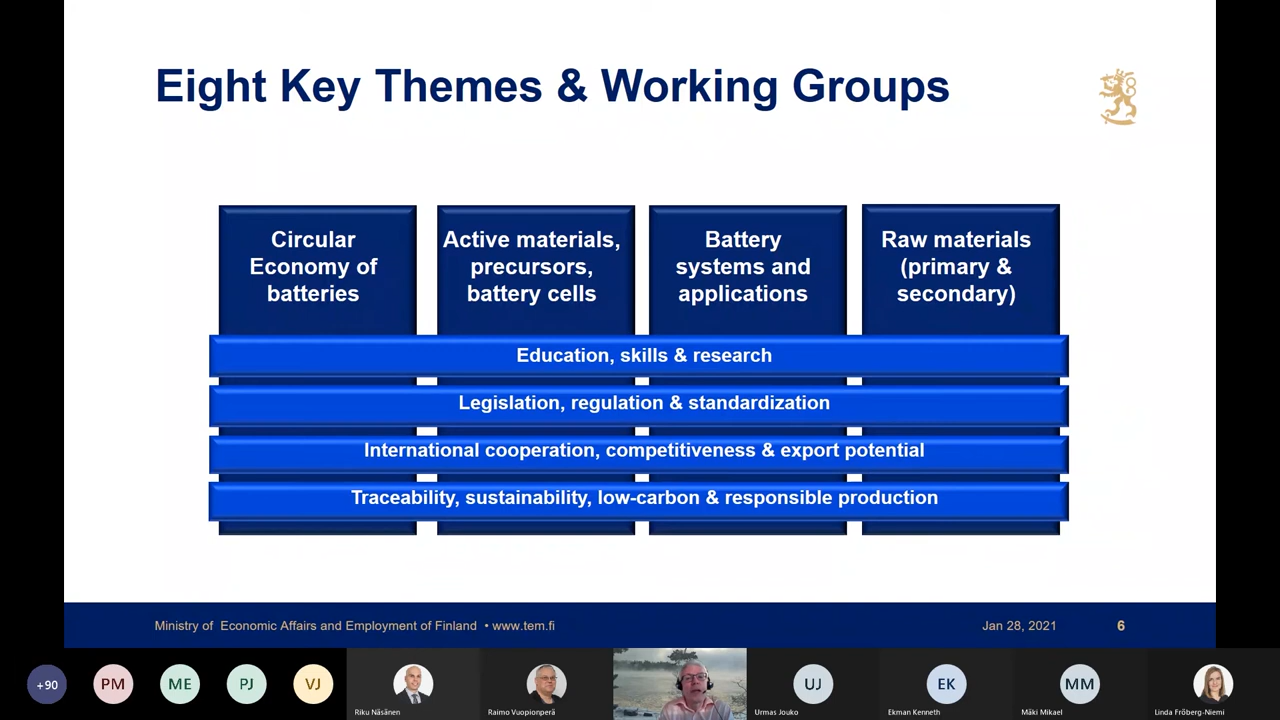 Eight Key Themes & Working Groups
Circular
Economy of
batteries
Active materials,
precursors,
battery cells
Battery
systems and
applications
Raw materials
(primary &
secondary)
Education, skills & research
Legislation, regulation & standardization
International cooperation, competitiveness & export potential
Traceability, sustainability, low-carbon & responsible production
Ministry of Economic Affairs and Employment of Finland • www.tem.fi
Jan 28, 2021
6
+90
PM
ME
PJ
VJ
Riku Näsänen
Raimo Vuopionperä
UJ
Urmas Jouko
EK
Ekman Kenneth
MM
Mäki Mikael
Linda Fröberg-Niemi